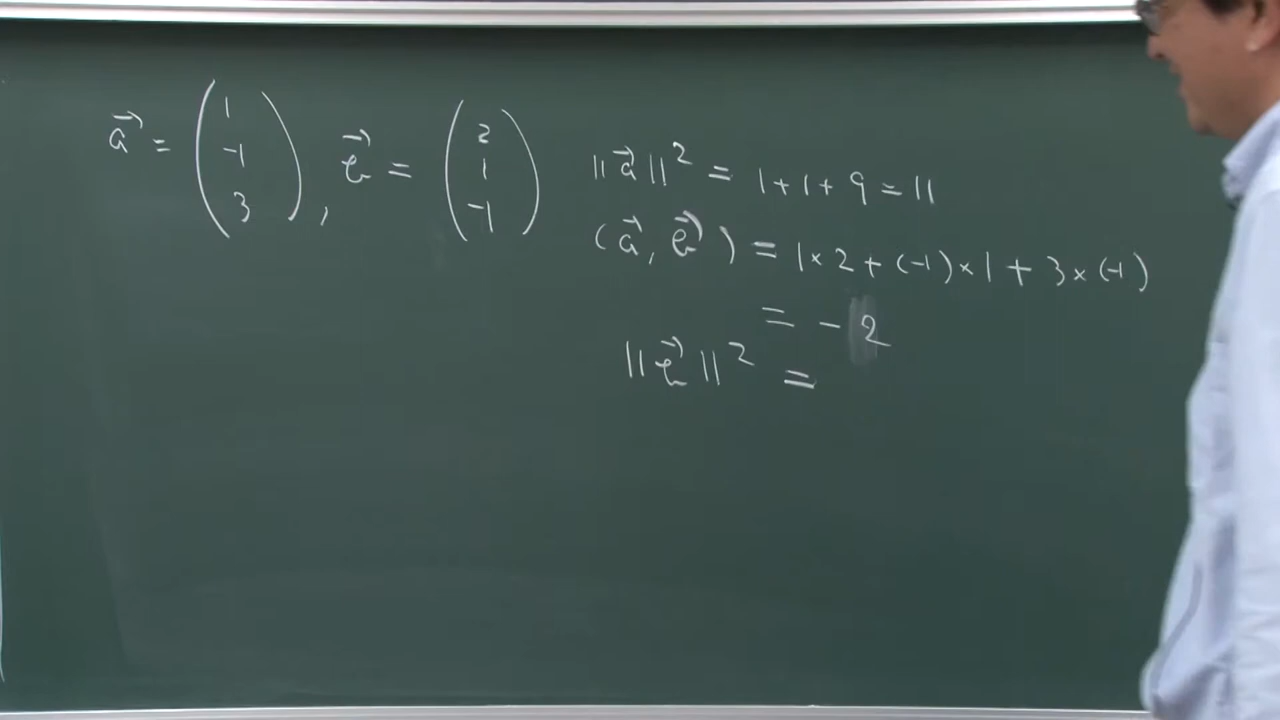 a⃗ = (1 -1 3), b⃗ = (2 1 -1)
||a⃗||² = 1+1+9=11
(a⃗, b⃗) = 1×2+(-1)×1+3×(-1)
= -2
||b⃗||² =